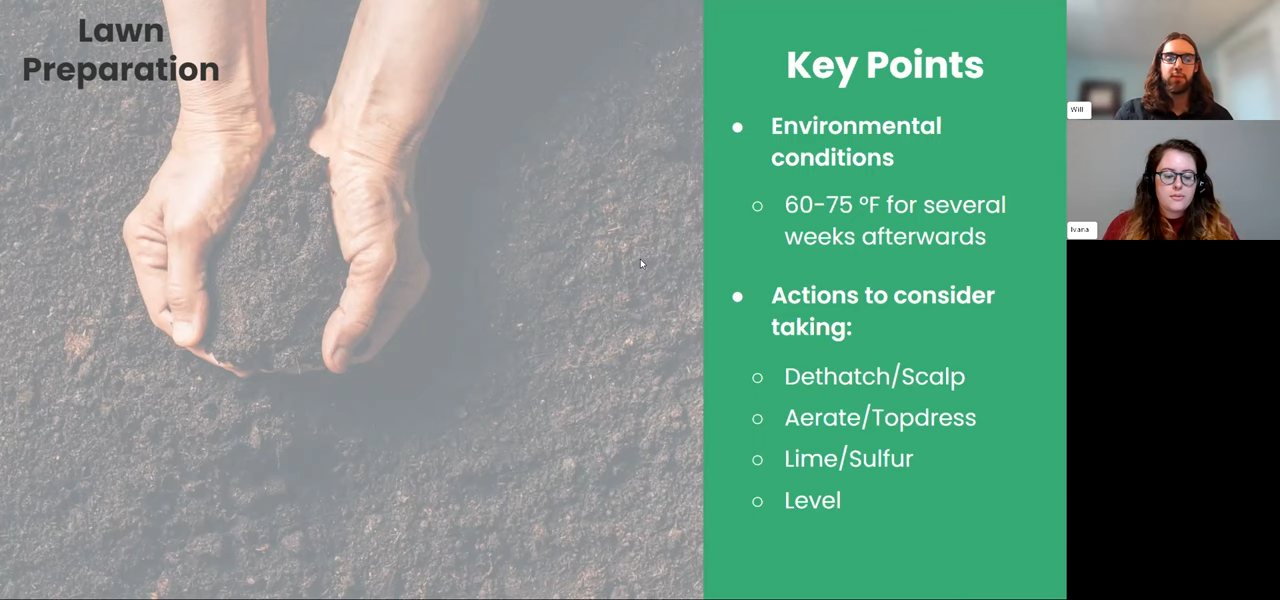 Lawn
Preparation
Key Points
● Environmental
conditions
○ 60-75 °F for several
weeks afterwards
● Actions to consider
taking:
○ Dethatch/Scalp
○ Aerate/Topdress
○ Lime/Sulfur
○ Level
Will
Ivana